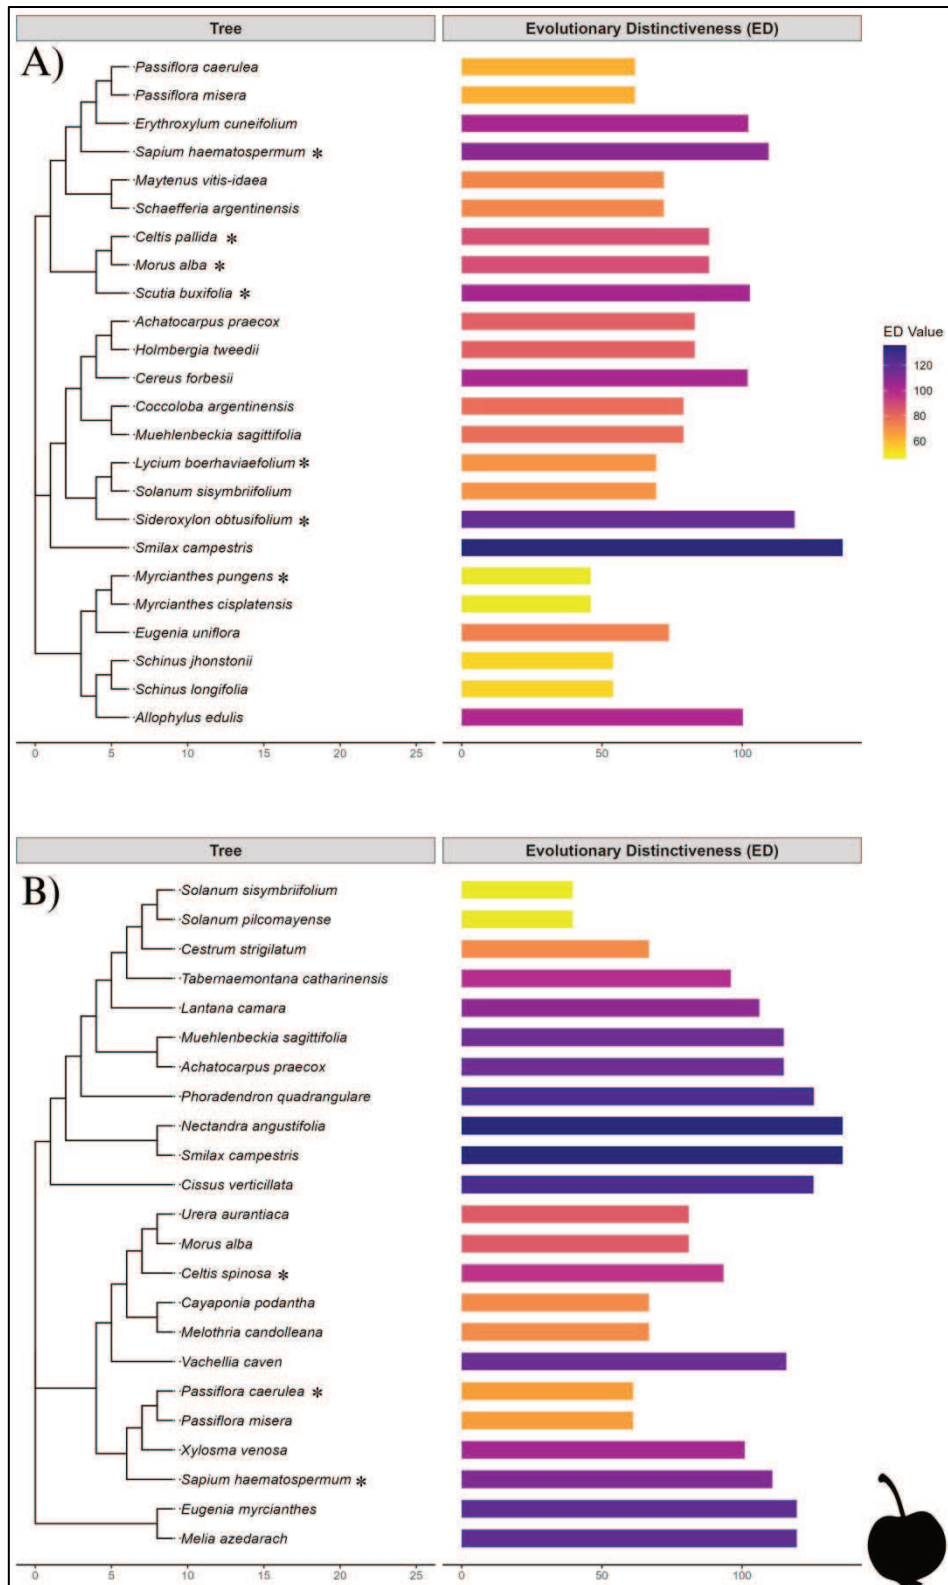 Tree
Evolutionary Distinctiveness (ED)
A)
Passiflora caerulea
Passiflora misera
Erythroxylum cuneifolium
Sapium haematospermum *
Maytenus vitis-idaea
Schaefferia argentinensis
Celtis pallida *
Morus alba *
Scutia buxifolia *
Achatocarpus praecox
Holmbergia tweedii
Cereus forbesii
Coccoloba argentinensis
Muehlenbeckia sagittifolia
Lycium boerhaviaefolium *
Solanum sisymbriifolium
Sideroxylon obtusifolium *
Smilax campestris
Myrcianthes pungens *
Myrcianthes cisplatensis
Eugenia uniflora
Schinus jhonstonii
Schinus longifolia
Allophylus edulis
0 5 10 15 20 25
0 50 100
ED Value
120
100
80
60
Tree
Evolutionary Distinctiveness (ED)
B)
Solanum sisymbriifolium
Solanum pilcomayense
Cestrum strigilatum
Tabernaemontana catharinensis
Lantana camara
Muehlenbeckia sagittifolia
Achatocarpus praecox
Phoradendron quadrangulare
Nectandra angustifolia
Smilax campestris
Cissus verticillata
Urera aurantiaca
Morus alba
Celtis spinosa *
Cayaponia podantha
Melothria candolleana
Vachellia caven
Passiflora caerulea *
Passiflora misera
Xylosma venosa
Sapium haematospermum *
Eugenia myrcianthes
Melia azedarach
0 5 10 15 20 25
0 50 100